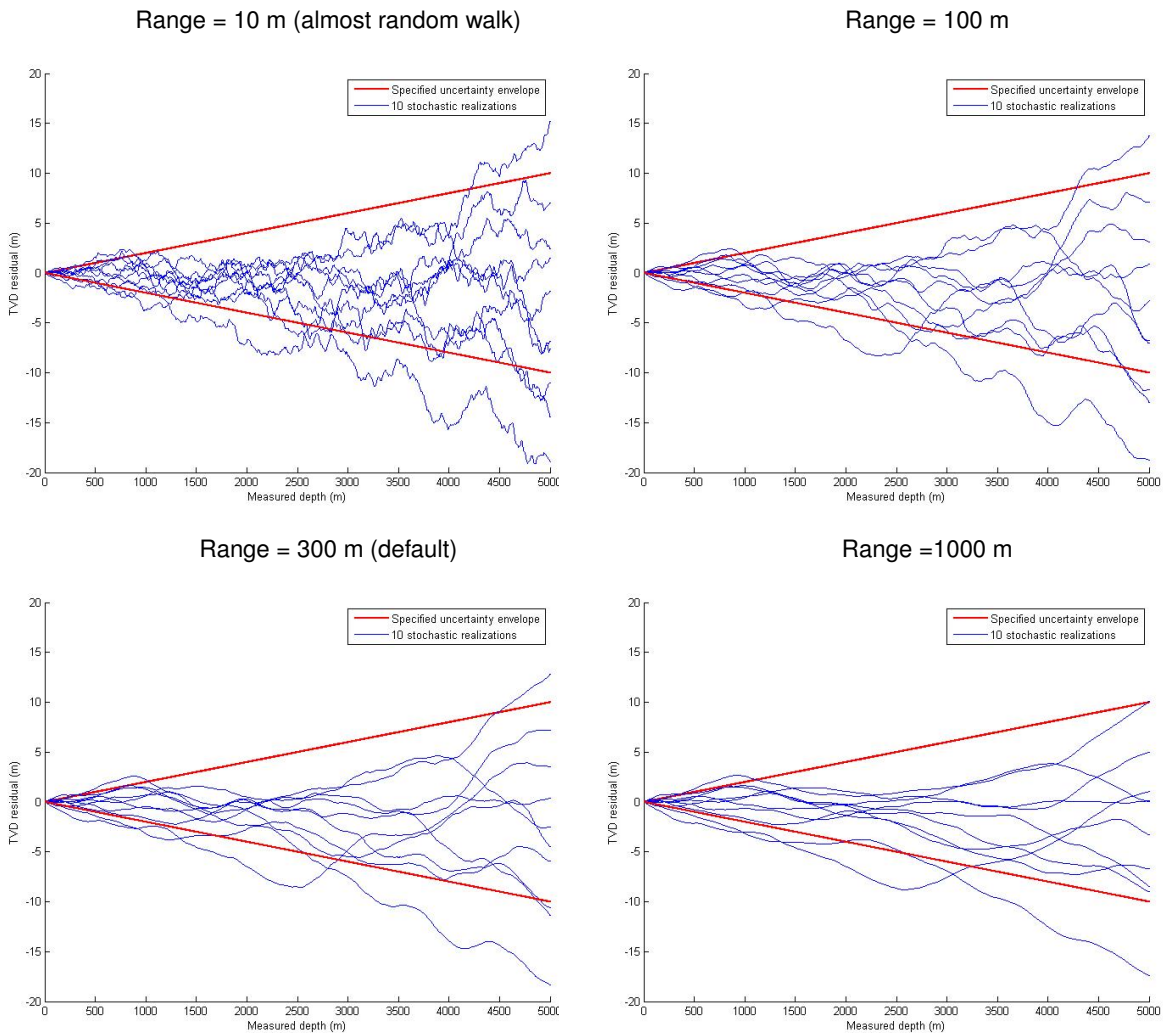 Range = 10 m (almost random walk)
20
15
10
5
0
-5
-10
-15
-20
TVD residual (m)
Specified uncertainty envelope
10 stochastic realizations
0 500 1000 1500 2000 2500 3000 3500 4000 4500 5000
Measured depth (m)
Range = 100 m
20
15
10
5
0
-5
-10
-15
-20
TVD residual (m)
Specified uncertainty envelope
10 stochastic realizations
0 500 1000 1500 2000 2500 3000 3500 4000 4500 5000
Measured depth (m)
Range = 300 m (default)
20
15
10
5
0
-5
-10
-15
-20
TVD residual (m)
Specified uncertainty envelope
10 stochastic realizations
0 500 1000 1500 2000 2500 3000 3500 4000 4500 5000
Measured depth (m)
Range =1000 m
20
15
10
5
0
-5
-10
-15
-20
TVD residual (m)
Specified uncertainty envelope
10 stochastic realizations
0 500 1000 1500 2000 2500 3000 3500 4000 4500 5000
Measured depth (m)